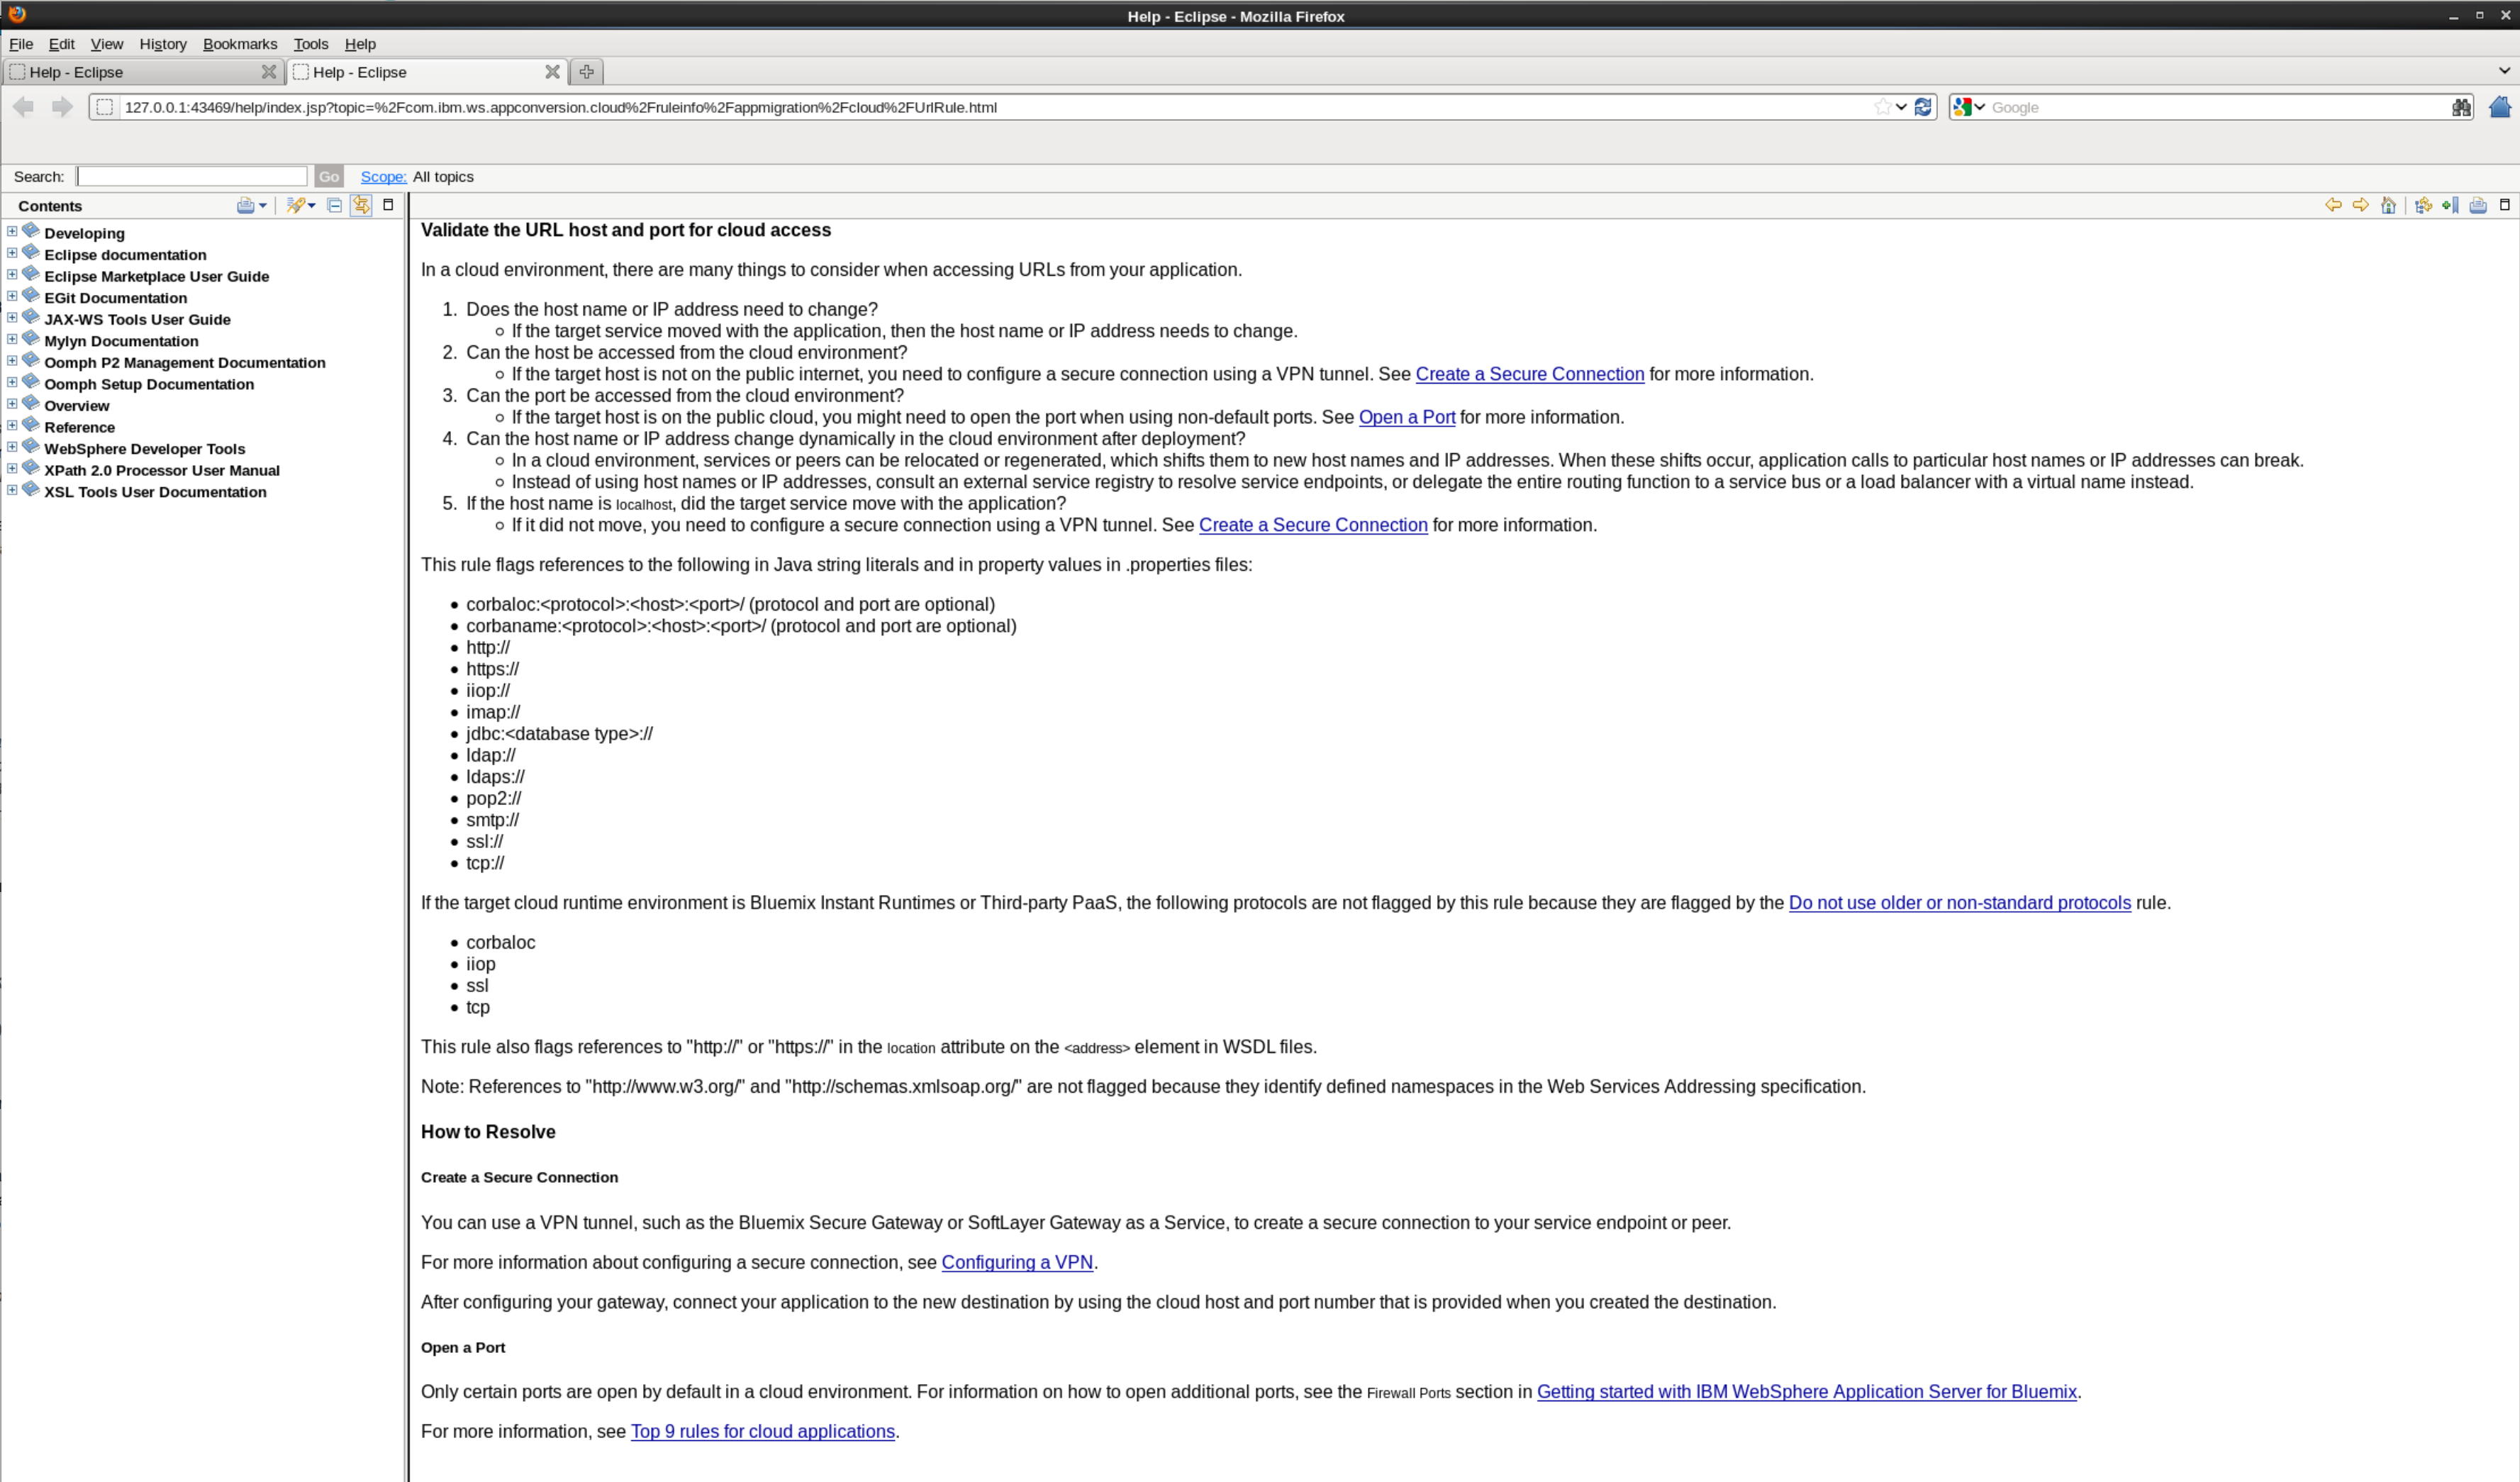 Help - Eclipse - Mozilla Firefox
File Edit View History Bookmarks Tools Help
Help - Eclipse
Help - Eclipse
127.0.0.1:43469/help/index.jsp?topic=%2Fcom.ibm.ws.appconversion.cloud%2Fruleinfo%2Fappmigration%2Fcloud%2FUrlRule.html
Google
Search: Go Scope: All topics
Contents
Developing
Eclipse documentation
Eclipse Marketplace User Guide
EGit Documentation
JAX-WS Tools User Guide
Mylyn Documentation
Oomph P2 Management Documentation
Oomph Setup Documentation
Overview
Reference
WebSphere Developer Tools
XPath 2.0 Processor User Manual
XSL Tools User Documentation
Validate the URL host and port for cloud access
In a cloud environment, there are many things to consider when accessing URLs from your application.
1. Does the host name or IP address need to change?
If the target service moved with the application, then the host name or IP address needs to change.
2. Can the host be accessed from the cloud environment?
If the target host is not on the public internet, you need to configure a secure connection using a VPN tunnel. See Create a Secure Connection for more information.
3. Can the port be accessed from the cloud environment?
If the target host is on the public cloud, you might need to open the port when using non-default ports. See Open a Port for more information.
4. Can the host name or IP address change dynamically in the cloud environment after deployment?
In a cloud environment, services or peers can be relocated or regenerated, which shifts them to new host names and IP addresses. When these shifts occur, application calls to particular host names or IP addresses can break.
Instead of using host names or IP addresses, consult an external service registry to resolve service endpoints, or delegate the entire routing function to a service bus or a load balancer with a virtual name instead.
5. If the host name is localhost, did the target service move with the application?
If it did not move, you need to configure a secure connection using a VPN tunnel. See Create a Secure Connection for more information.
This rule flags references to the following in Java string literals and in property values in .properties files:
corbaloc:<protocol>:<host>:<port>/ (protocol and port are optional)
corbaname:<protocol>:<host>:<port>/ (protocol and port are optional)
http://
https://
iiop://
imap://
jdbc:<database type>://
ldap://
ldaps://
pop2://
smtp://
ssl://
tcp://
If the target cloud runtime environment is Bluemix Instant Runtimes or Third-party PaaS, the following protocols are not flagged by this rule because they are flagged by the Do not use older or non-standard protocols rule.
corbaloc
iiop
ssl
tcp
This rule also flags references to "http://" or "https://" in the location attribute on the <address> element in WSDL files.
Note: References to "http://www.w3.org/" and "http://schemas.xmlsoap.org/" are not flagged because they identify defined namespaces in the Web Services Addressing specification.
How to Resolve
Create a Secure Connection
You can use a VPN tunnel, such as the Bluemix Secure Gateway or SoftLayer Gateway as a Service, to create a secure connection to your service endpoint or peer.
For more information about configuring a secure connection, see Configuring a VPN.
After configuring your gateway, connect your application to the new destination by using the cloud host and port number that is provided when you created the destination.
Open a Port
Only certain ports are open by default in a cloud environment. For information on how to open additional ports, see the Firewall Ports section in Getting started with IBM WebSphere Application Server for Bluemix.
For more information, see Top 9 rules for cloud applications.